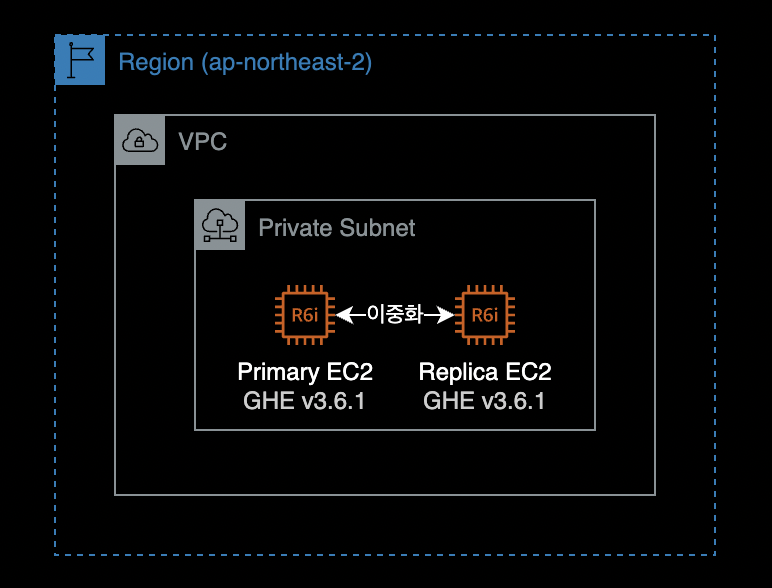 Region (ap-northeast-2)
VPC
Private Subnet
R6i
이중화
R6i
Primary EC2
GHE v3.6.1
Replica EC2
GHE v3.6.1